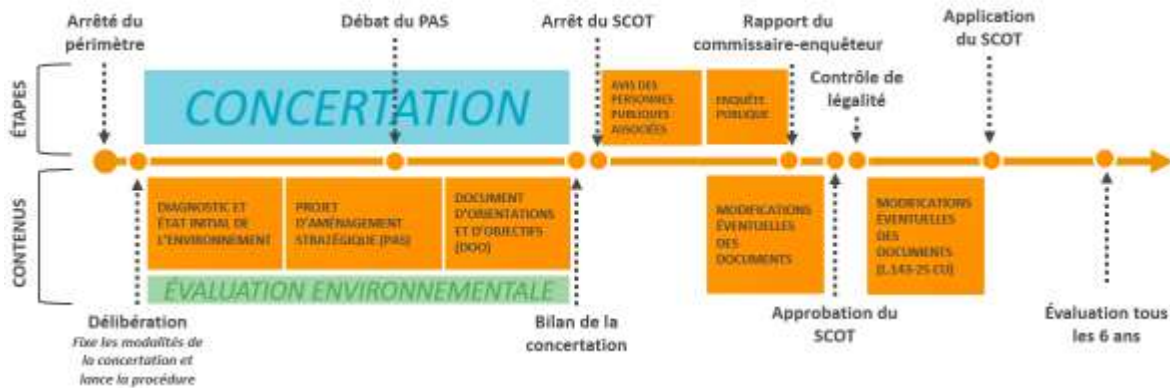 Arrêté du
périmètre
Débat du PAS
Arrêt du SCOT
Rapport du
commissaire-enquêteur
Contrôle de
légalité
Application
du SCOT
ÉTAPES
CONCERTATION
AVIS DES
PERSONNES
PUBLIQUES
ASSOCIÉES
ENQUÊTE
PUBLIQUE
CONTENUS
DIAGNOSTIC ET
ÉTAT INITIAL DE
L'ENVIRONNEMENT
PROJET
D'AMÉNAGEMENT
STRATÉGIQUE (PAS)
DOCUMENT
D'ORIENTATIONS
ET D'OBJECTIFS
(DOO)
MODIFICATIONS
ÉVENTUELLES
DES
DOCUMENTS
MODIFICATIONS
ÉVENTUELLES
DES
DOCUMENTS
(L.143-25 CU)
ÉVALUATION ENVIRONNEMENTALE
Délibération
Fixe les modalités de
la concertation et
lance la procédure
Bilan de la
concertation
Approbation du
SCOT
Évaluation tous
les 6 ans